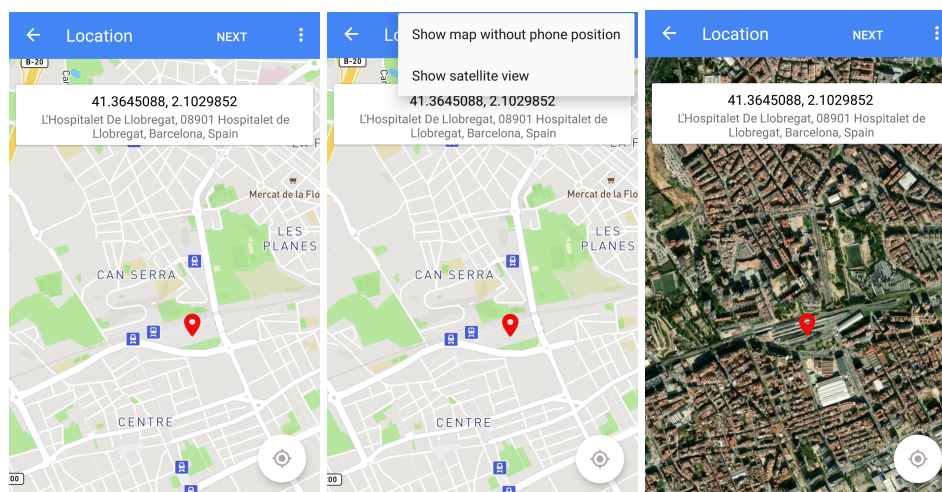 Location NEXT
B-20
41.3645088, 2.1029852
L'Hospitalet De Llobregat, 08901 Hospitalet de
Llobregat, Barcelona, Spain
Mercat de la Flo
LES
PLANES
CAN SERRA
CENTRE
00
Show map without phone position
Show satellite view
B-20
41.3645088, 2.1029852
L'Hospitalet De Llobregat, 08901 Hospitalet de
Llobregat, Barcelona, Spain
Mercat de la Flo
LES
PLANES
CAN SERRA
CENTRE
00
Location NEXT
41.3645088, 2.1029852
L'Hospitalet De Llobregat, 08901 Hospitalet de
Llobregat, Barcelona, Spain